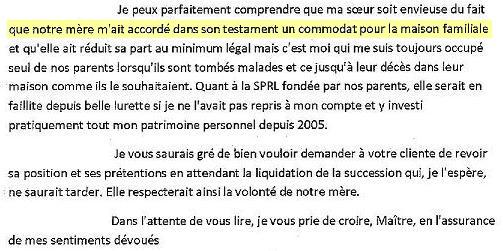 Je peux parfaitement comprendre que ma sœur soit envieuse du fait
que notre mère m'ait accordé dans son testament un commodat pour la maison familiale
et qu'elle ait réduit sa part au minimum légal mais c'est moi qui me suis toujours occupé
seul de nos parents lorsqu'ils sont tombés malades et ce jusqu'à leur décès dans leur
maison comme ils le souhaitaient. Quant à la SPRL fondée par nos parents, elle serait en
faillite depuis belle lurette si je ne l'avait pas repris à mon compte et y investi
pratiquement tout mon patrimoine personnel depuis 2005.
Je vous saurais gré de bien vouloir demander à votre cliente de revoir
sa position et ses prétentions en attendant la liquidation de la succession qui, je l'espère,
ne saurait tarder. Elle respecterait ainsi la volonté de notre mère.
Dans l'attente de vous lire, je vous prie de croire, Maître, en l'assurance
de mes sentiments dévoués